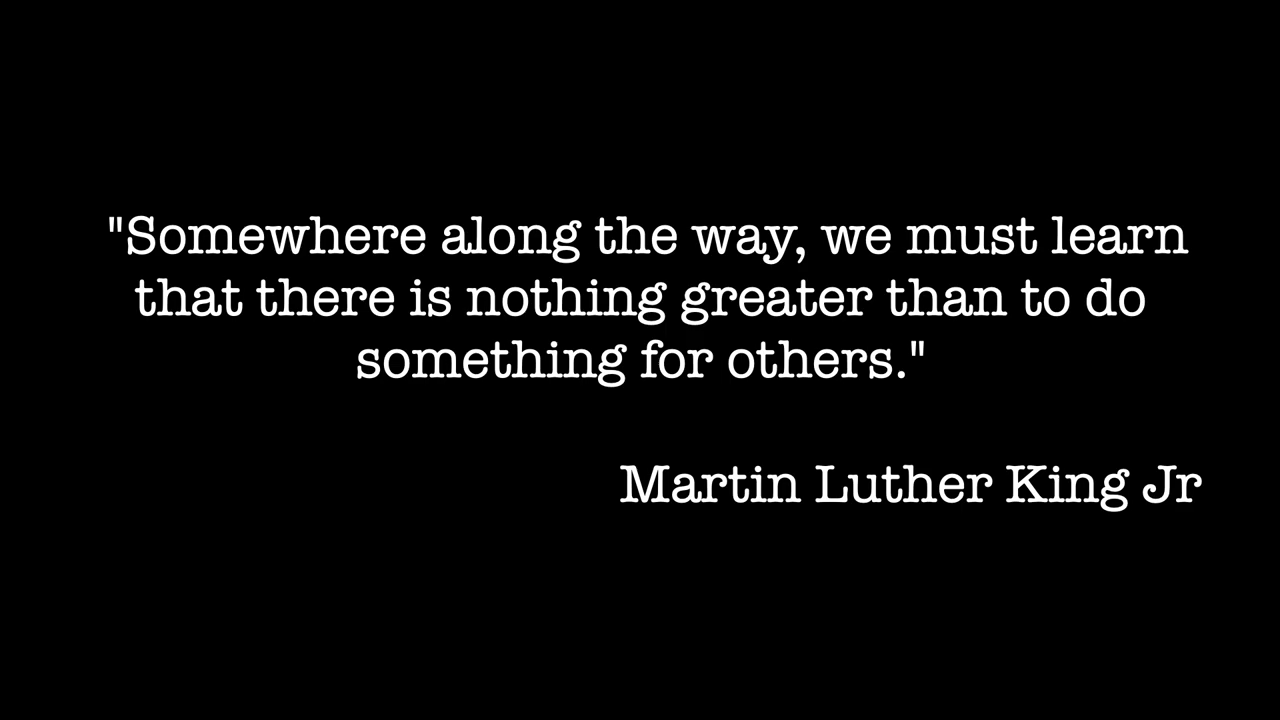 "Somewhere along the way, we must learn
that there is nothing greater than to do
something for others."
Martin Luther King Jr